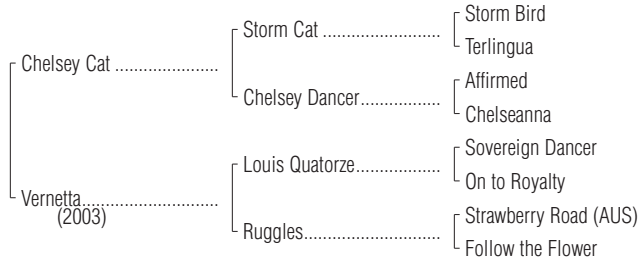 Storm Bird
Storm Cat ........................
Terlingua
Chelsey Cat .....................
Affirmed
Chelsey Dancer................
Chelseanna
Sovereign Dancer
Louis Quatorze.................
On to Royalty
Vernetta...........................
(2003)
Strawberry Road (AUS)
Ruggles...........................
Follow the Flower